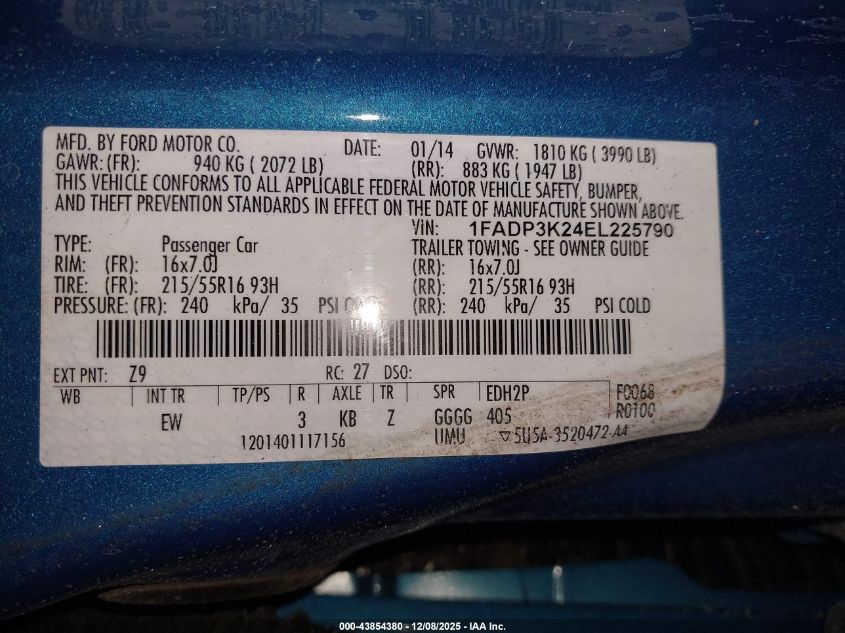 MFD. BY FORD MOTOR CO. DATE: 01/14 GVWR: 1810 KG ( 3990 LB)
GAWR: (FR): 940 KG ( 2072 LB) (RR): 883 KG ( 1947 LB)
THIS VEHICLE CONFORMS TO ALL APPLICABLE FEDERAL MOTOR VEHICLE SAFETY, BUMPER,
AND THEFT PREVENTION STANDARDS IN EFFECT ON THE DATE OF MANUFACTURE SHOWN ABOVE.
VIN: 1FADP3K24EL225790
TYPE: Passenger Car TRAILER TOWING - SEE OWNER GUIDE
RIM: (FR): 16x7.0J (RR): 16x7.0J
TIRE: (FR): 215/55R16 93H (RR): 215/55R16 93H
PRESSURE: (FR): 240 kPa/ 35 PSI COLD (RR): 240 kPa/ 35 PSI COLD
EXT PNT: Z9 RC: 27 DSO:
WB INT TR TP/PS R AXLE TR SPR EDH2P F0068
EW 3 KB Z GGGG 405 R0100
1201401117156 UMU ▽5U5A-3520472-AA
000-43854380 - 12/08/2025 - IAA Inc.